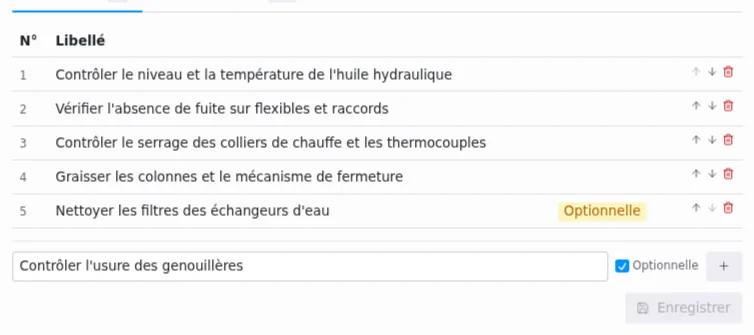 N° Libellé
1 Contrôler le niveau et la température de l'huile hydraulique
2 Vérifier l'absence de fuite sur flexibles et raccords
3 Contrôler le serrage des colliers de chauffe et les thermocouples
4 Graisser les colonnes et le mécanisme de fermeture
5 Nettoyer les filtres des échangeurs d'eau Optionnelle
Contrôler l'usure des genouillères Optionnelle +
Enregistrer